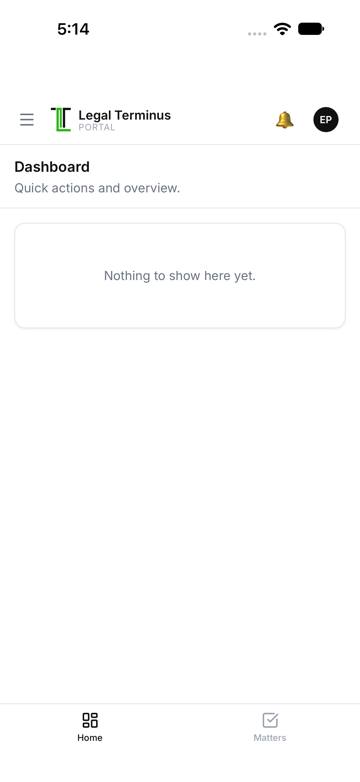 5:14
Legal Terminus
PORTAL
EP
Dashboard
Quick actions and overview.
Nothing to show here yet.
Home
Matters